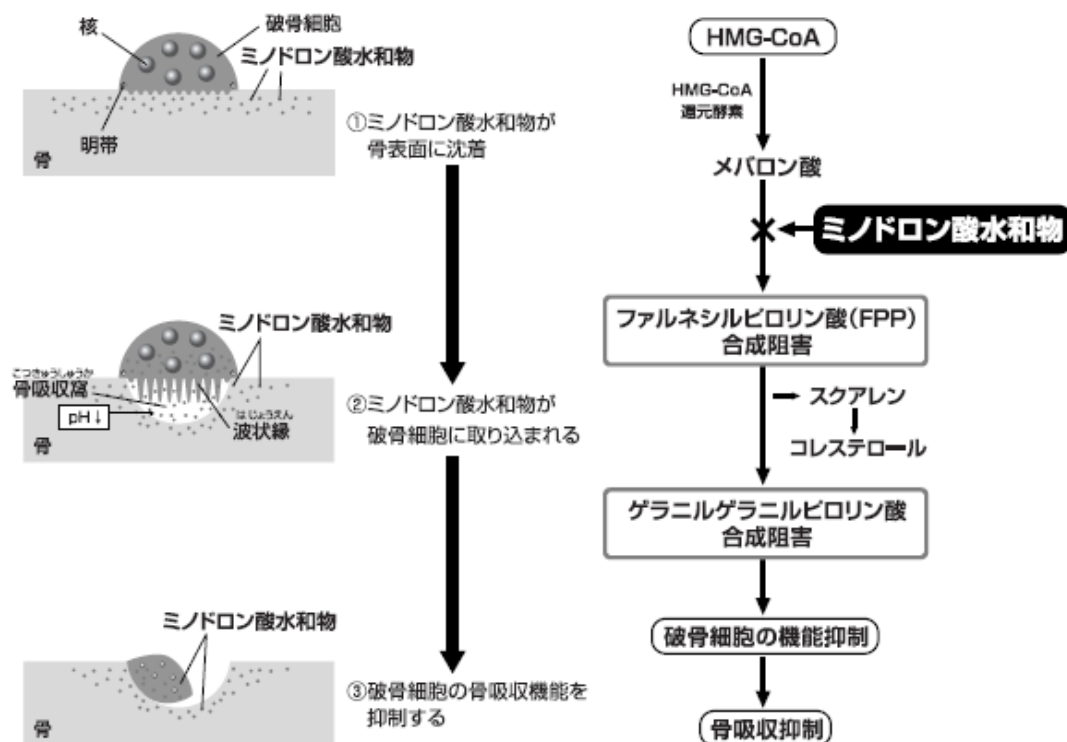 核
破骨細胞
ミノドロン酸水和物
明帯
骨
①ミノドロン酸水和物が
骨表面に沈着
ミノドロン酸水和物
こつきゅうしゅうか
骨吸収窩
pH↓
はじょうえん
波状縁
骨
②ミノドロン酸水和物が
破骨細胞に取り込まれる
ミノドロン酸水和物
骨
③破骨細胞の骨吸収機能を
抑制する
HMG-CoA
HMG-CoA
還元酵素
メバロン酸
ミノドロン酸水和物
ファルネシルピロリン酸(FPP)
合成阻害
スクアレン
コレステロール
ゲラニルゲラニルピロリン酸
合成阻害
破骨細胞の機能抑制
骨吸収抑制